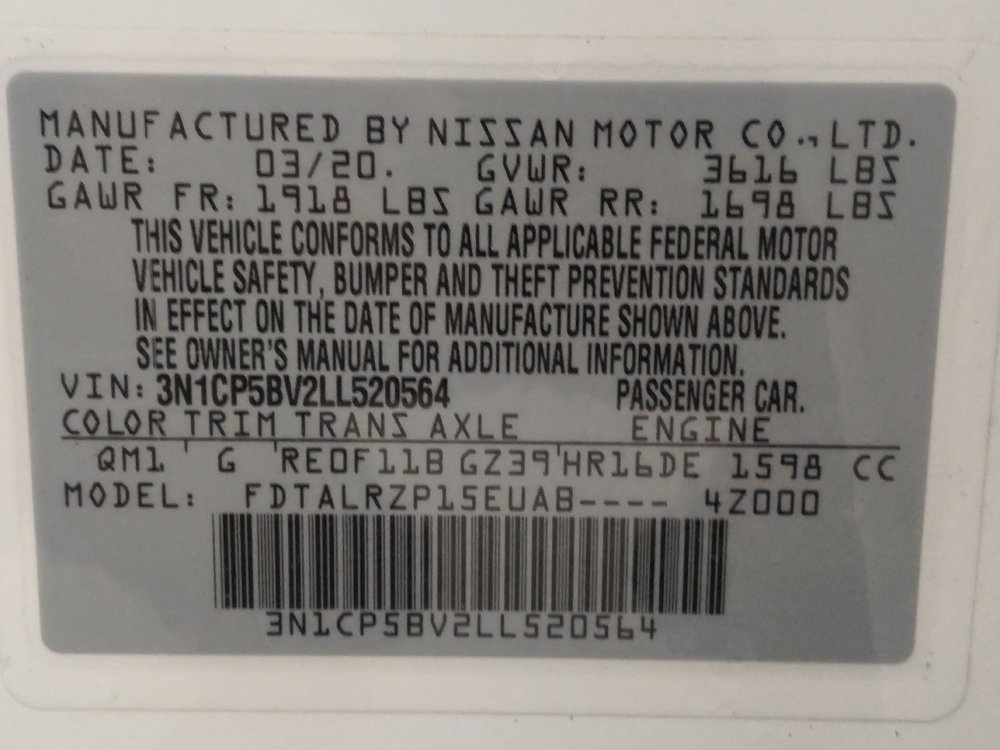 MANUFACTURED BY NISSAN MOTOR CO., LTD.
DATE: 03/20. GVWR: 3616 LBS
GAWR FR: 1918 LBS GAWR RR: 1698 LBS
THIS VEHICLE CONFORMS TO ALL APPLICABLE FEDERAL MOTOR
VEHICLE SAFETY, BUMPER AND THEFT PREVENTION STANDARDS
IN EFFECT ON THE DATE OF MANUFACTURE SHOWN ABOVE.
SEE OWNER'S MANUAL FOR ADDITIONAL INFORMATION.
VIN: 3N1CP5BV2LL520564 PASSENGER CAR.
COLOR TRIM TRANS AXLE ENGINE
QM1 ' G 'RE0F11B GZ39'HR16DE 1598 CC
MODEL: FDTALRZP15EUAB---- 4Z000
3N1CP5BV2LL520564